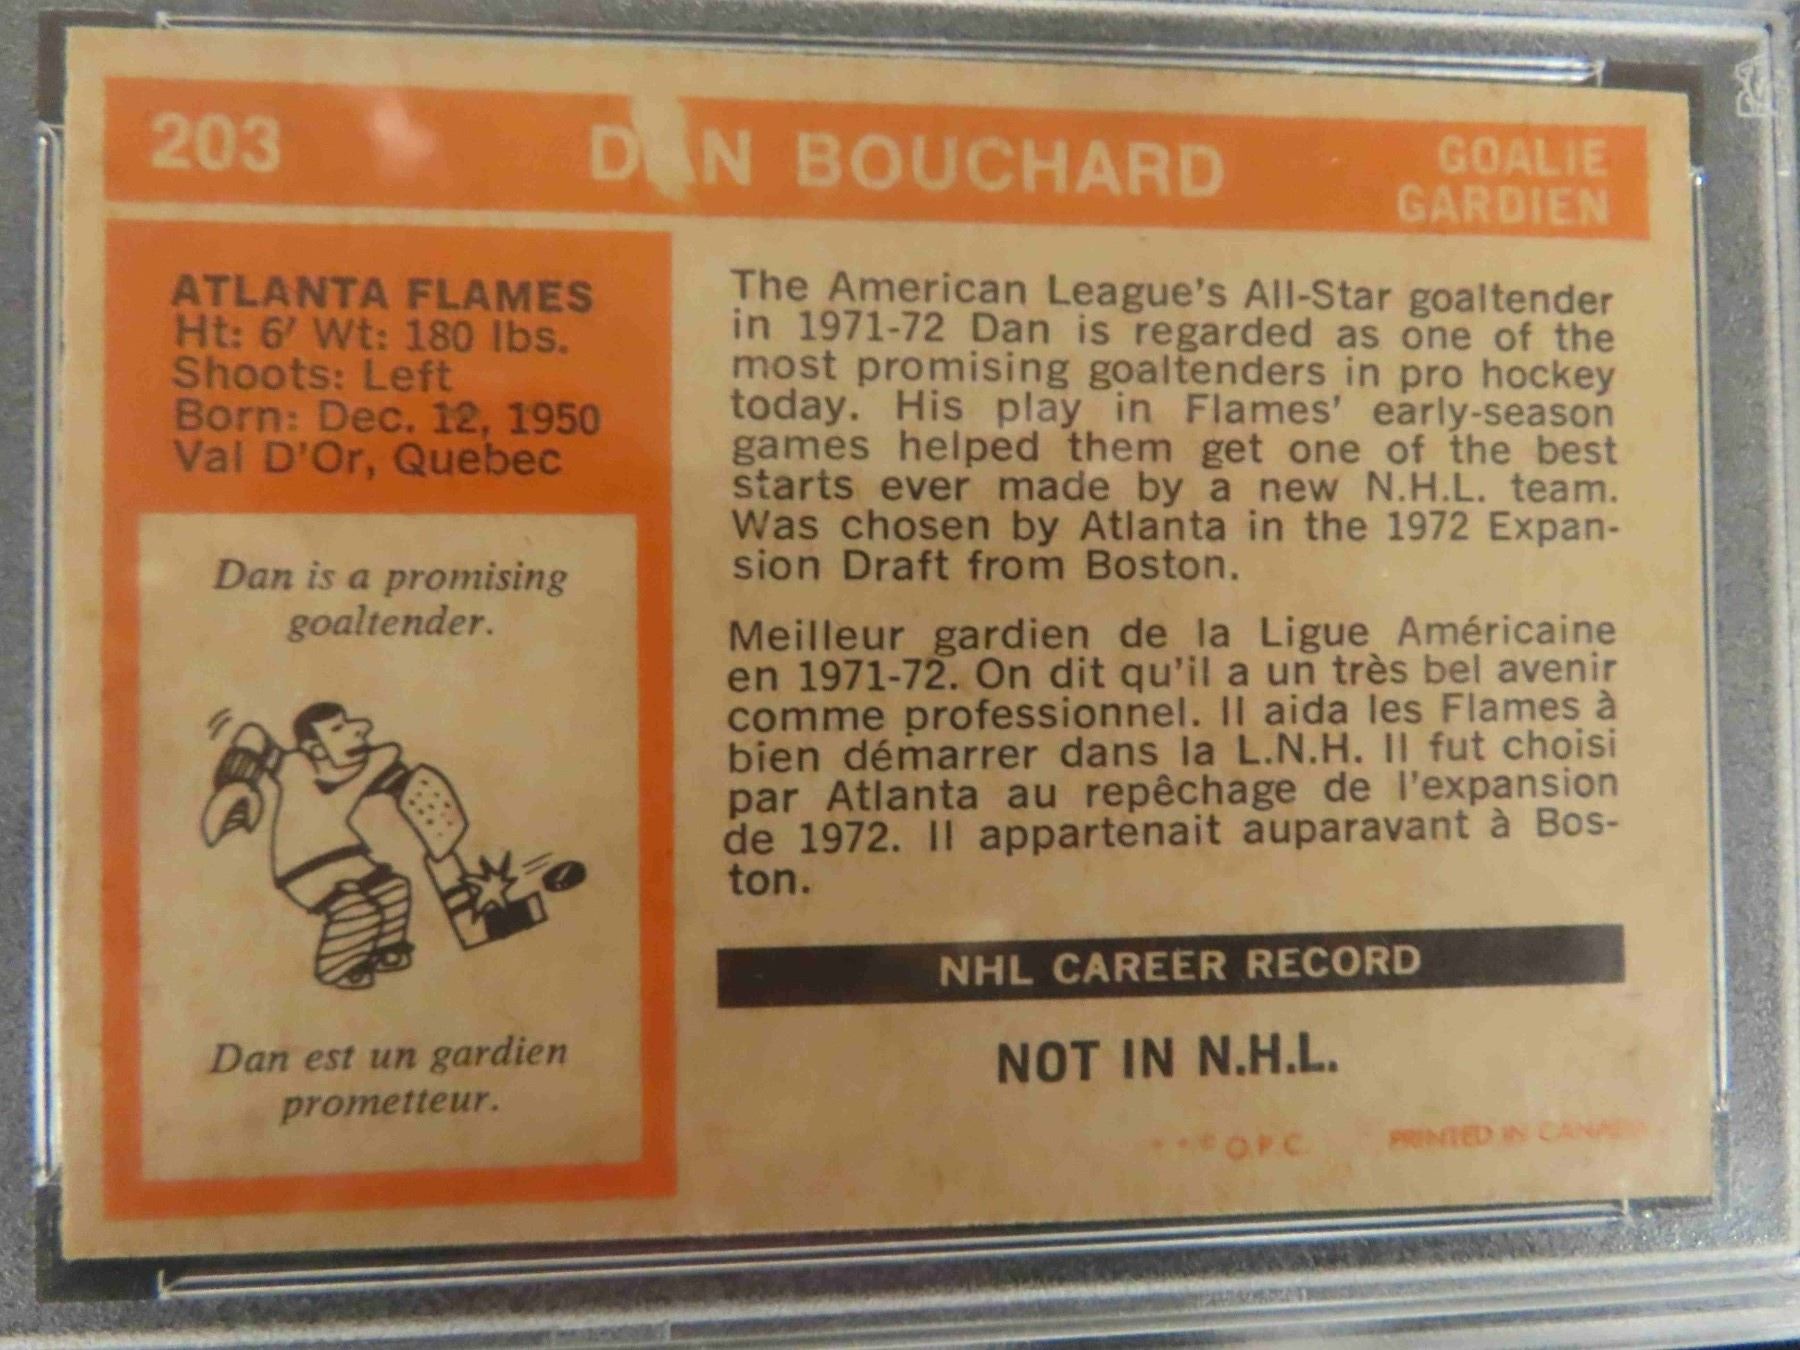 203
DAN BOUCHARD
GOALIE
GARDIEN
ATLANTA FLAMES
Ht: 6' Wt: 180 lbs.
Shoots: Left
Born: Dec. 12, 1950
Val D'Or, Quebec
Dan is a promising
goaltender.
Dan est un gardien
prometteur.
The American League's All-Star goaltender
in 1971-72 Dan is regarded as one of the
most promising goaltenders in pro hockey
today. His play in Flames' early-season
games helped them get one of the best
starts ever made by a new N.H.L. team.
Was chosen by Atlanta in the 1972 Expan-
sion Draft from Boston.
Meilleur gardien de la Ligue Américaine
en 1971-72. On dit qu'il a un très bel avenir
comme professionnel. Il aida les Flames à
bien démarrer dans la L.N.H. Il fut choisi
par Atlanta au repêchage de l'expansion
de 1972. Il appartenait auparavant à Bos-
ton.
NHL CAREER RECORD
NOT IN N.H.L.
* * © O.P.C. PRINTED IN CANADA